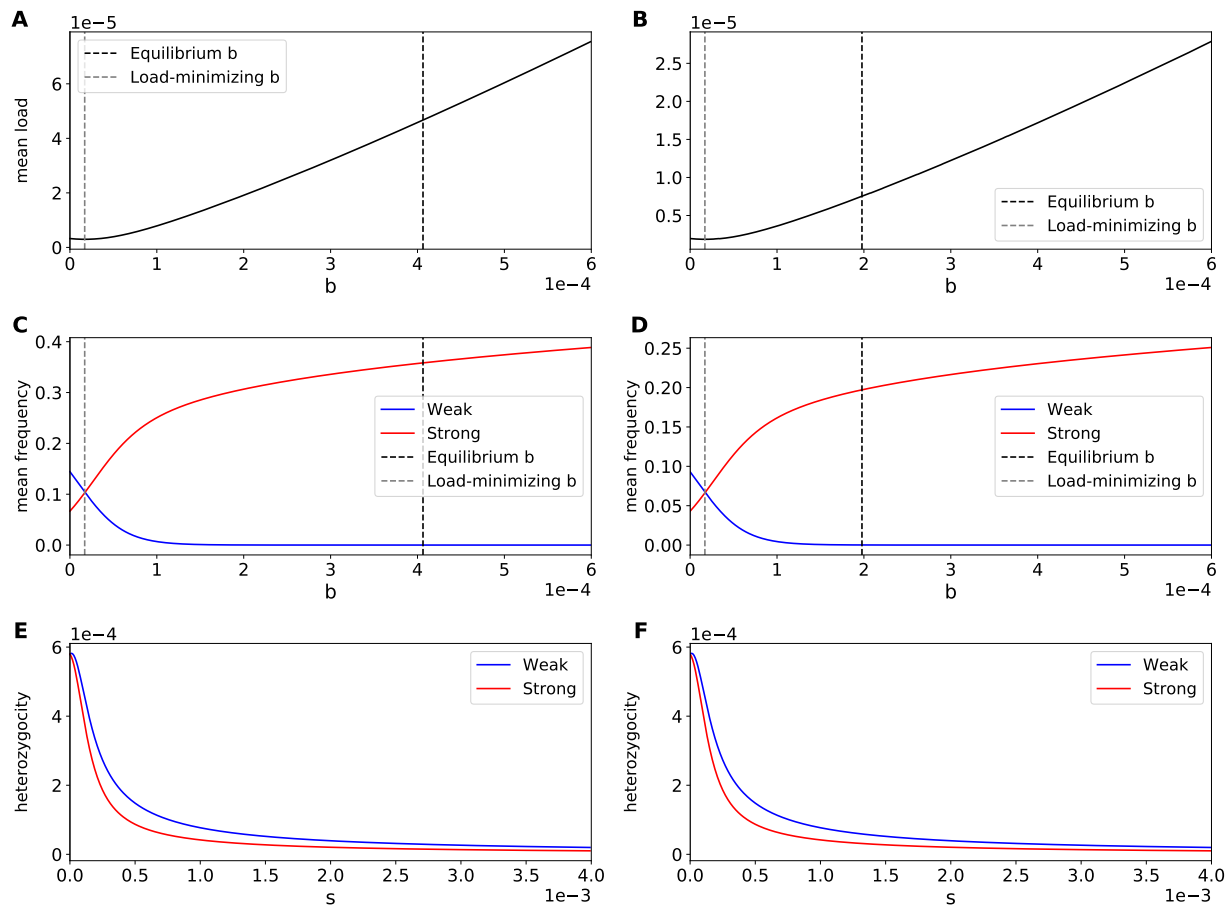 A
1e−5
Equilibrium b
Load-minimizing b
mean load
6
4
2
0
0 1 2 3 4 5 6
b
1e−4
B
1e−5
2.5
2.0
1.5
1.0
0.5
Equilibrium b
Load-minimizing b
0 1 2 3 4 5 6
b
1e−4
C
mean frequency
0.4
0.3
0.2
0.1
0.0
Weak
Strong
Equilibrium b
Load-minimizing b
0 1 2 3 4 5 6
b
1e−4
D
mean frequency
0.25
0.20
0.15
0.10
0.05
0.00
Weak
Strong
Equilibrium b
Load-minimizing b
0 1 2 3 4 5 6
b
1e−4
E
1e−4
heterozygocity
6
4
2
0
Weak
Strong
0.0 0.5 1.0 1.5 2.0 2.5 3.0 3.5 4.0
s
1e−3
F
1e−4
heterozygocity
6
4
2
0
Weak
Strong
0.0 0.5 1.0 1.5 2.0 2.5 3.0 3.5 4.0
s
1e−3